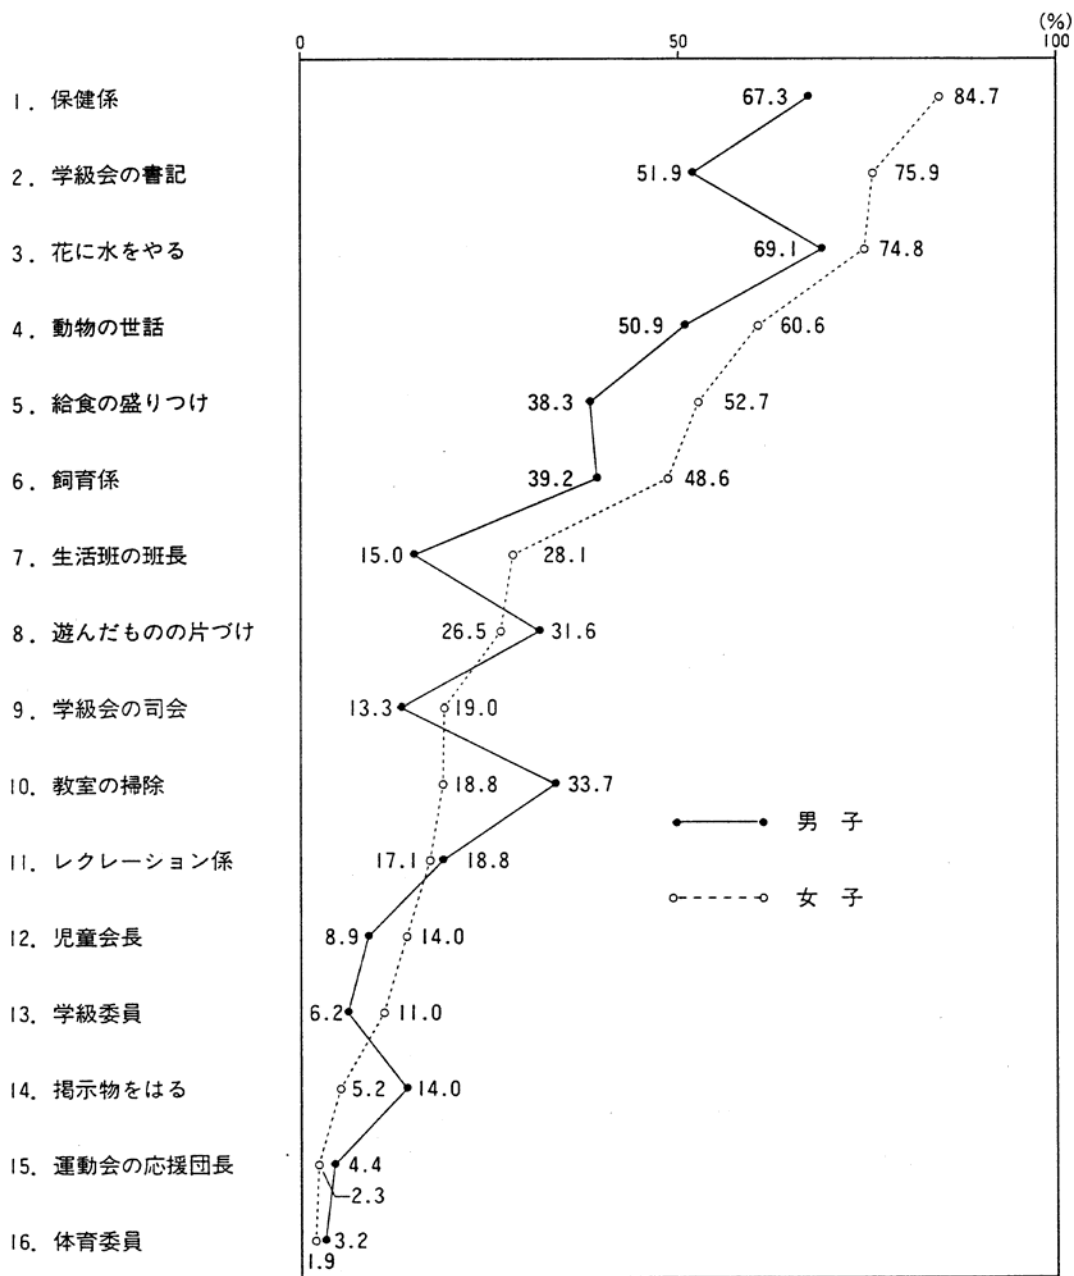 (%)
0 50 100
1. 保健係 67.3 84.7
2. 学級会の書記 51.9 75.9
3. 花に水をやる 69.1 74.8
4. 動物の世話 50.9 60.6
5. 給食の盛りつけ 38.3 52.7
6. 飼育係 39.2 48.6
7. 生活班の班長 15.0 28.1
8. 遊んだものの片づけ 26.5 31.6
9. 学級会の司会 13.3 19.0
10. 教室の掃除 18.8 33.7
男子
11. レクレーション係 17.1 18.8
女子
12. 児童会長 8.9 14.0
13. 学級委員 6.2 11.0
14. 掲示物をはる 5.2 14.0
15. 運動会の応援団長 4.4
2.3
16. 体育委員 3.2
1.9